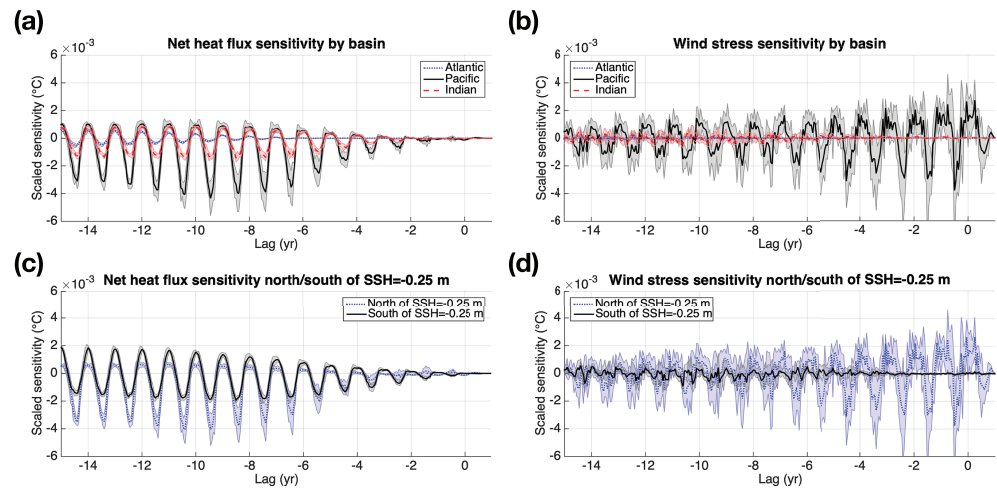 (a)
Net heat flux sensitivity by basin
×10⁻³
Scaled sensitivity (°C)
6
4
2
0
-2
-4
-6
-14
-12
-10
-8
-6
-4
-2
0
Lag (yr)
Atlantic
Pacific
Indian
(b)
Wind stress sensitivity by basin
×10⁻³
Scaled sensitivity (°C)
6
4
2
0
-2
-4
-6
-14
-12
-10
-8
-6
-4
-2
0
Lag (yr)
Atlantic
Pacific
Indian
(c)
Net heat flux sensitivity north/south of SSH=-0.25 m
×10⁻³
Scaled sensitivity (°C)
6
4
2
0
-2
-4
-6
-14
-12
-10
-8
-6
-4
-2
0
Lag (yr)
North of SSH=-0.25 m
South of SSH=-0.25 m
(d)
Wind stress sensitivity north/south of SSH=-0.25 m
×10⁻³
Scaled sensitivity (°C)
6
4
2
0
-2
-4
-6
-14
-12
-10
-8
-6
-4
-2
0
Lag (yr)
North of SSH=-0.25 m
South of SSH=-0.25 m